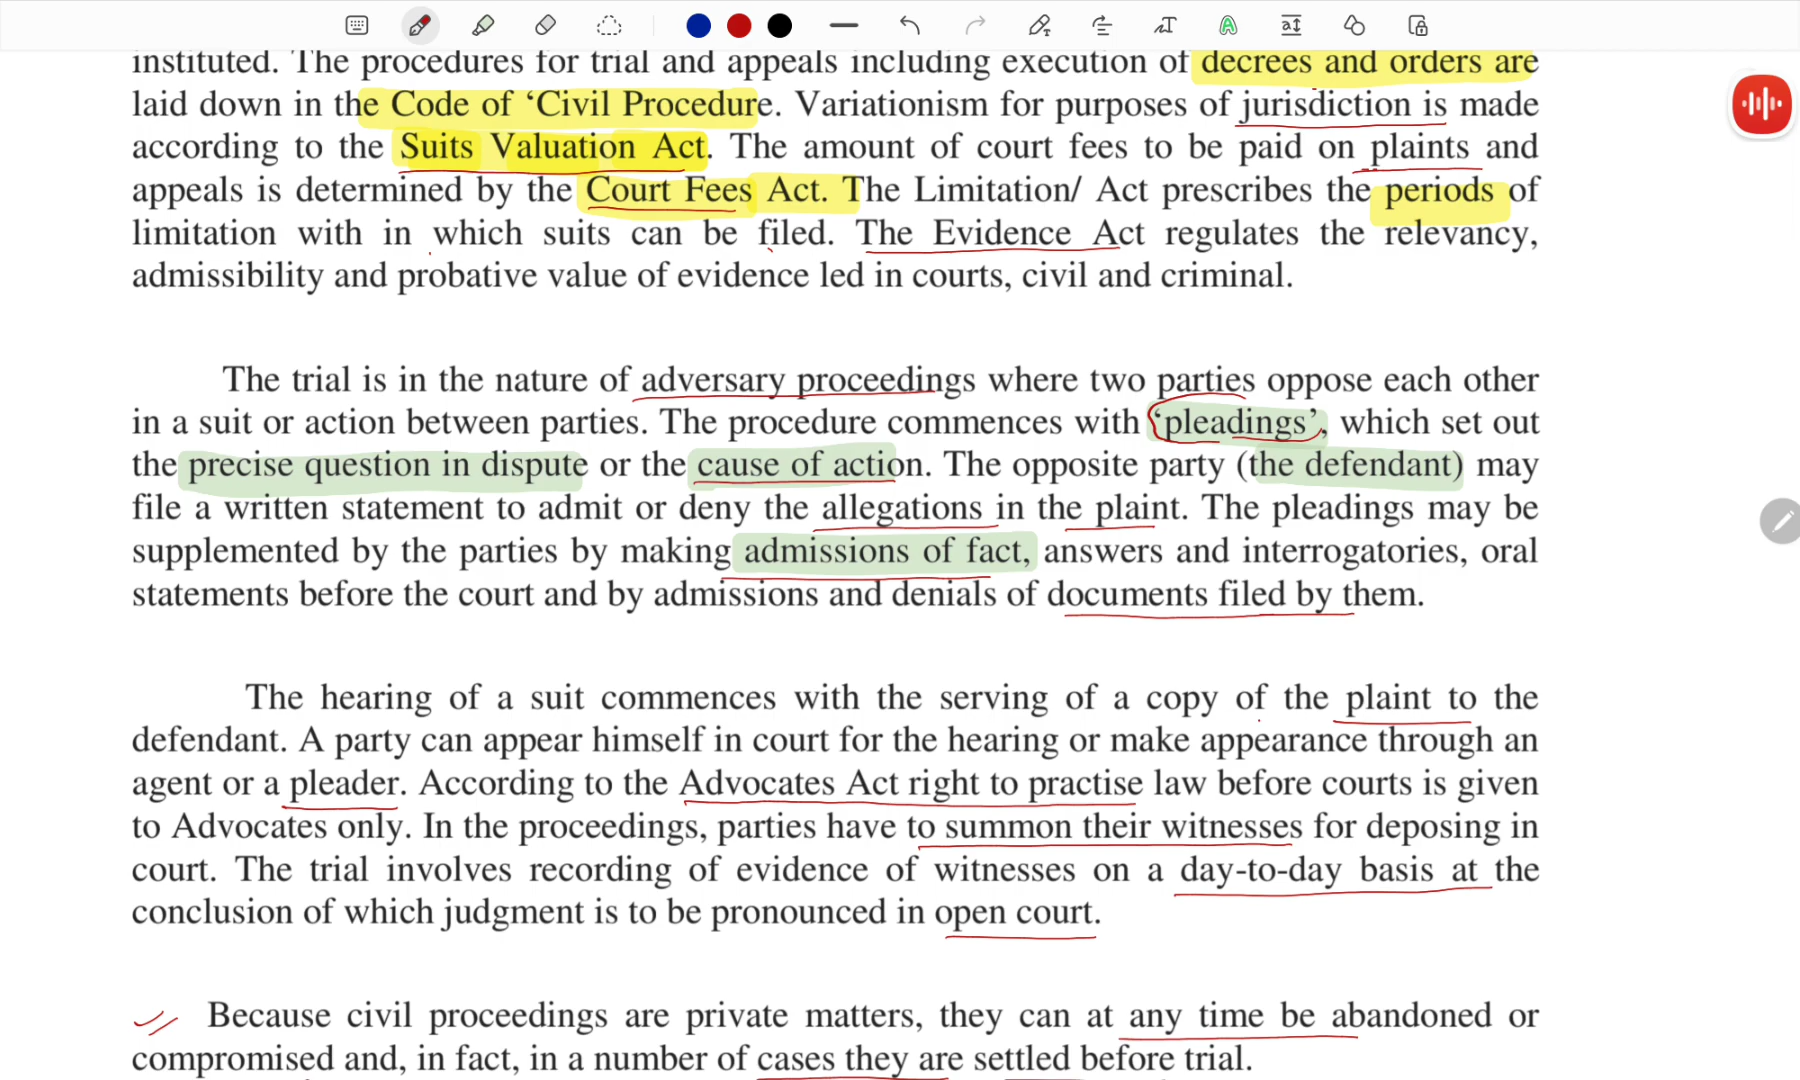 instituted. The procedures for trial and appeals including execution of decrees and orders are
laid down in the Code of ‘Civil Procedure. Variationism for purposes of jurisdiction is made
according to the Suits Valuation Act. The amount of court fees to be paid on plaints and
appeals is determined by the Court Fees Act. The Limitation/ Act prescribes the periods of
limitation with in which suits can be filed. The Evidence Act regulates the relevancy,
admissibility and probative value of evidence led in courts, civil and criminal.
The trial is in the nature of adversary proceedings where two parties oppose each other
in a suit or action between parties. The procedure commences with ‘pleadings’, which set out
the precise question in dispute or the cause of action. The opposite party (the defendant) may
file a written statement to admit or deny the allegations in the plaint. The pleadings may be
supplemented by the parties by making admissions of fact, answers and interrogatories, oral
statements before the court and by admissions and denials of documents filed by them.
The hearing of a suit commences with the serving of a copy of the plaint to the
defendant. A party can appear himself in court for the hearing or make appearance through an
agent or a pleader. According to the Advocates Act right to practise law before courts is given
to Advocates only. In the proceedings, parties have to summon their witnesses for deposing in
court. The trial involves recording of evidence of witnesses on a day-to-day basis at the
conclusion of which judgment is to be pronounced in open court.
Because civil proceedings are private matters, they can at any time be abandoned or
compromised and, in fact, in a number of cases they are settled before trial.